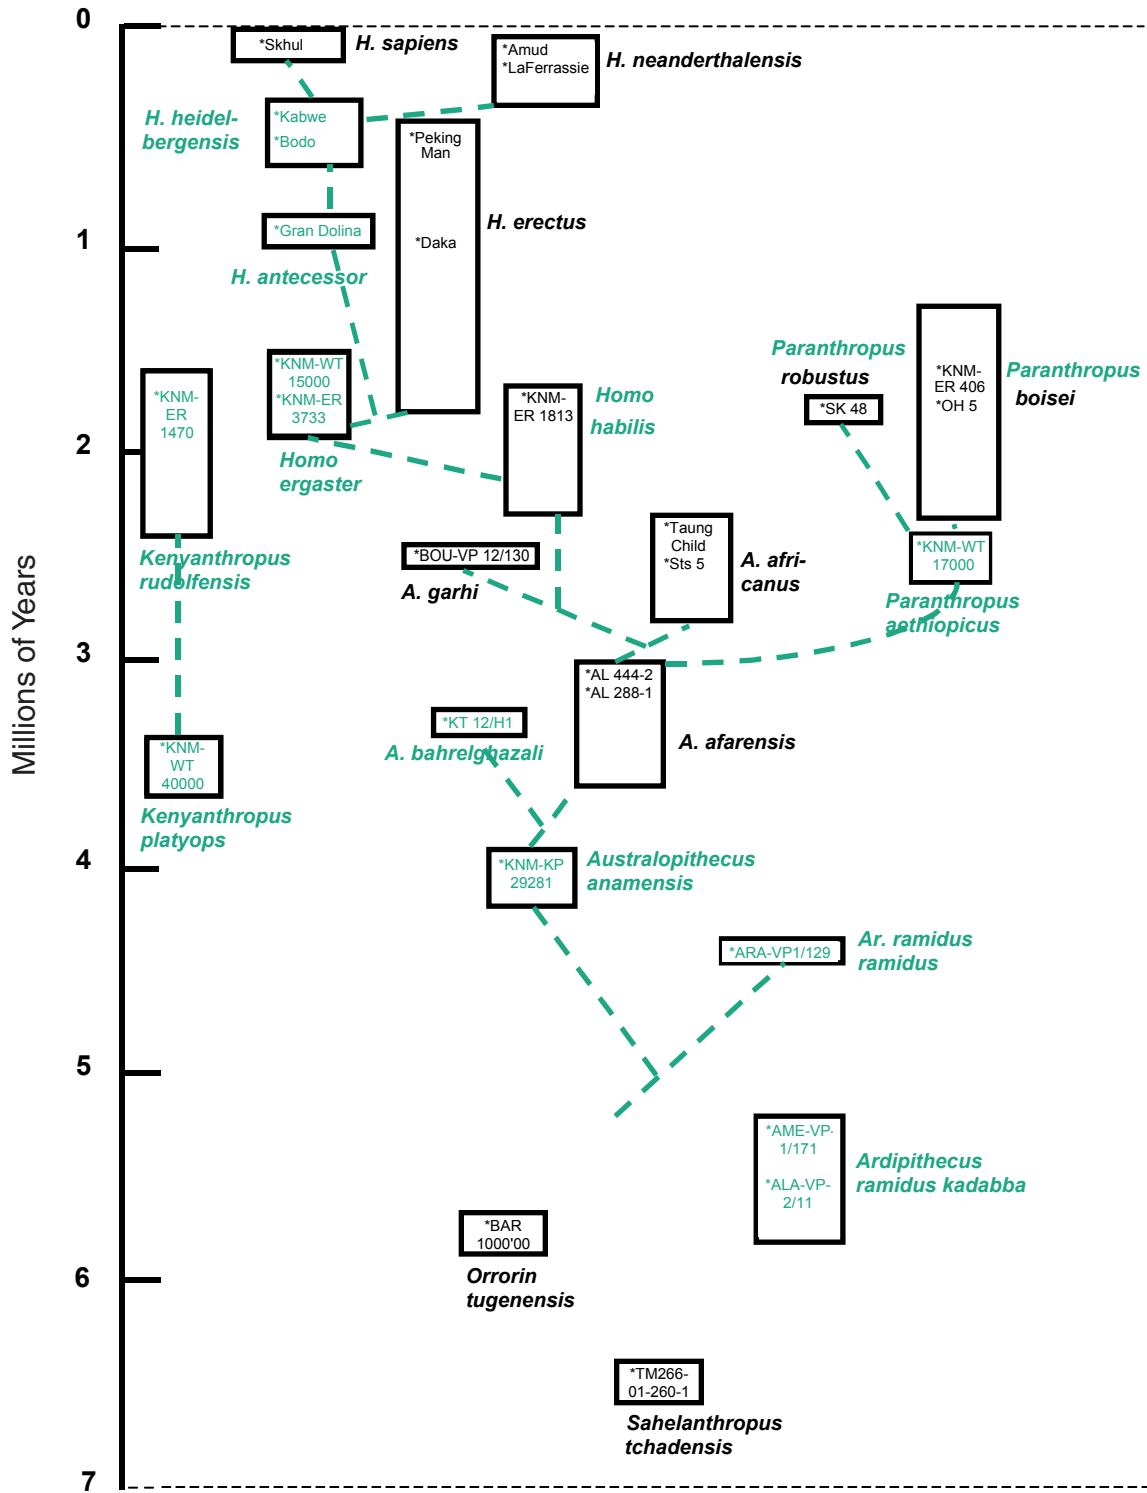 0
*Skhul
H. sapiens
*Amud
*LaFerrassie
H. neanderthalensis
H. heidel-
bergensis
*Kabwe
*Bodo
*Peking
Man
*Daka
H. erectus
1
*Gran Dolina
H. antecessor
*KNM-WT
15000
*KNM-ER
3733
Homo
ergaster
*KNM-
ER
1470
Kenyanthropus
rudolfensis
*KNM-
ER 1813
Homo
habilis
Paranthropus
robustus
*SK 48
*KNM-
ER 406
*OH 5
Paranthropus
boisei
2
*BOU-VP 12/130
A. garhi
*Taung
Child
*Sts 5
A. afri-
canus
*KNM-WT
17000
Paranthropus
aethiopicus
Millions of Years
3
*AL 444-2
*AL 288-1
A. afarensis
*KT 12/H1
A. bahrelghazali
*KNM-
WT
40000
Kenyanthropus
platyops
4
*KNM-KP
29281
Australopithecus
anamensis
*ARA-VP1/129
Ar. ramidus
ramidus
5
*AME-VP-
1/171
*ALA-VP-
2/11
Ardipithecus
ramidus kadabba
*BAR
1000'00
Orrorin
tugenensis
6
*TM266-
01-260-1
Sahelanthropus
tchadensis
7